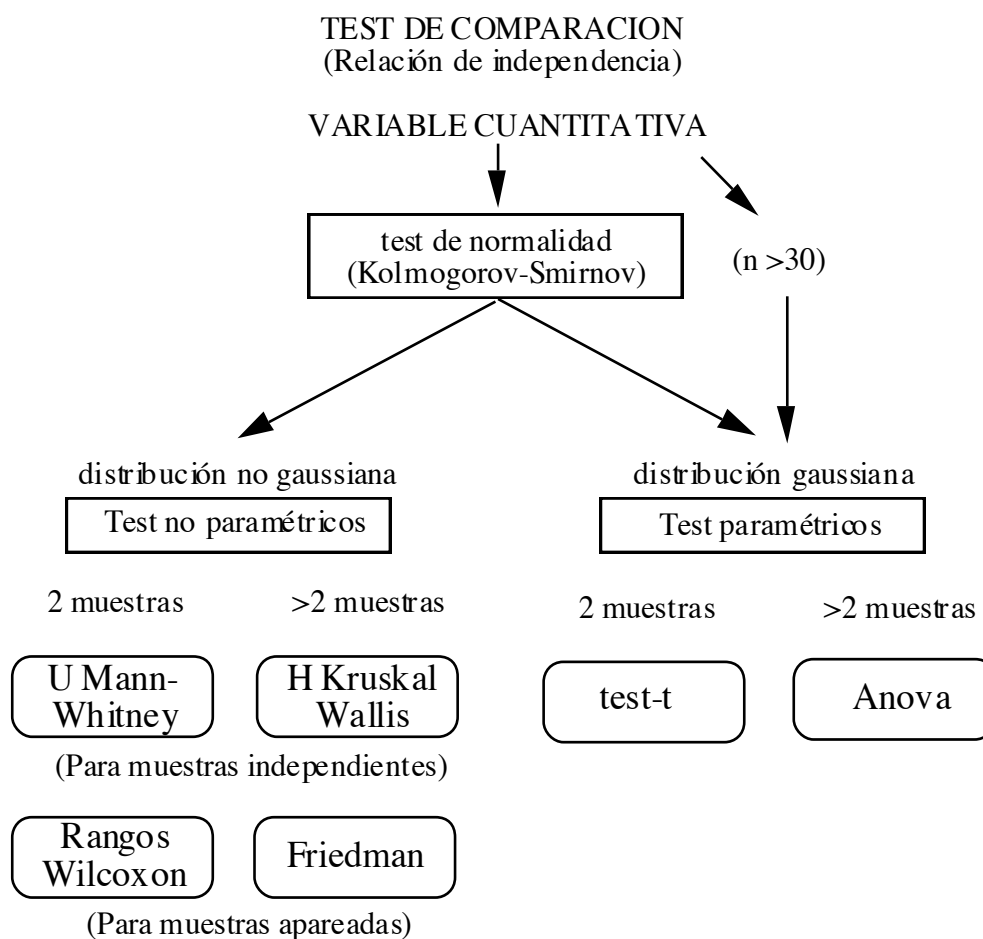 TEST DE COMPARACION
(Relación de independencia)
VARIABLE CUANTITATIVA
test de normalidad
(Kolmogorov-Smirnov)
(n >30)
distribución no gaussiana
distribución gaussiana
Test no paramétricos
Test paramétricos
2 muestras
>2 muestras
2 muestras
>2 muestras
U Mann-
Whitney
H Kruskal
Wallis
test-t
Anova
(Para muestras independientes)
Rangos
Wilcoxon
Friedman
(Para muestras apareadas)